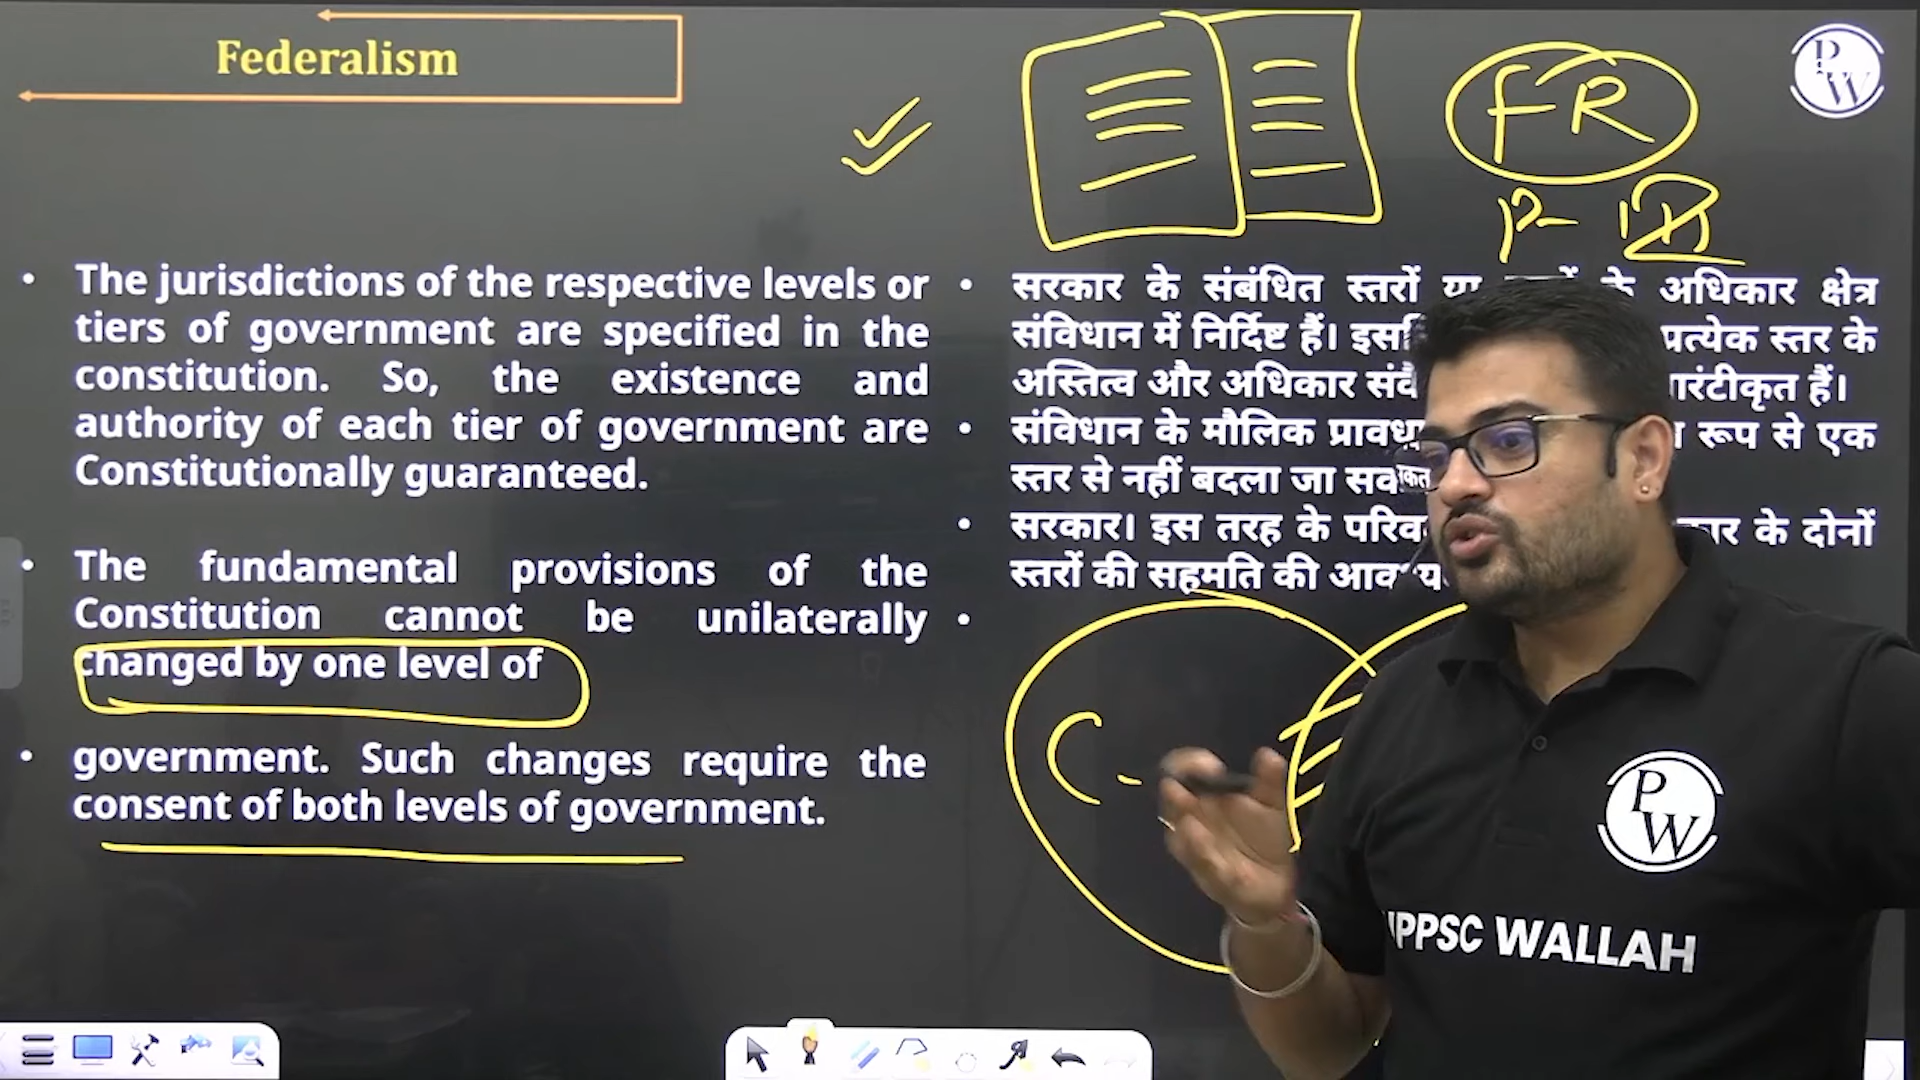 Federalism
FR
P-
PW
• The jurisdictions of the respective levels or
tiers of government are specified in the
constitution. So, the existence and
authority of each tier of government are
Constitutionally guaranteed.
• The fundamental provisions of the
Constitution cannot be unilaterally
changed by one level of
• government. Such changes require the
consent of both levels of government.
• सरकार के संबंधित स्तरों या के अधिकार क्षेत्र
संविधान में निर्दिष्ट हैं। प्रत्येक स्तर के
अस्तित्व और अधिकार हैं।
• संविधान के मौलिक रूप से एक
स्तर से नहीं बदला जा
• सरकार। इस तरह के के दोनों
स्तरों की सहमति की
•
C-
PW
PPSC WALLAH